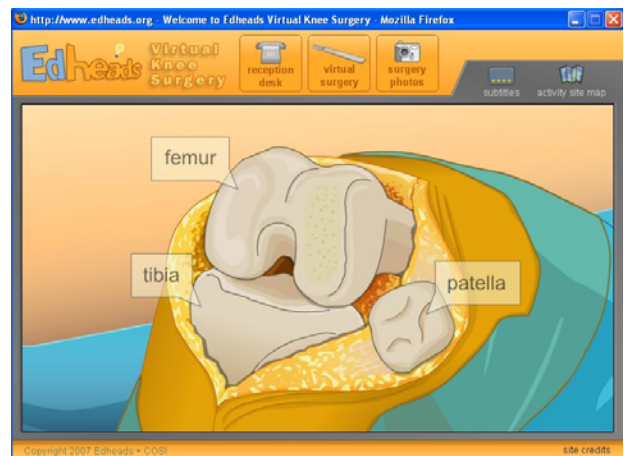 http://www.edheads.org - Welcome to Edheads Virtual Knee Surgery - Mozilla Firefox
Edheads
Virtual
Knee
Surgery
reception
desk
virtual
surgery
surgery
photos
subtitles
activity site map
femur
tibia
patella
Copyright 2007 Edheads • COSI
site credits